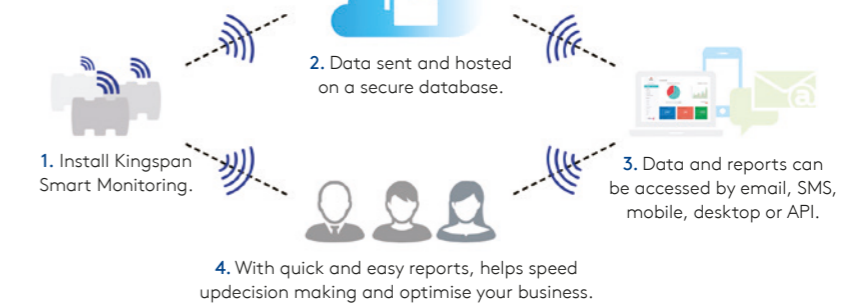 2. Data sent and hosted
on a secure database.
1. Install Kingspan
Smart Monitoring.
3. Data and reports can
be accessed by email, SMS,
mobile, desktop or API.
4. With quick and easy reports, helps speed
updecision making and optimise your business.